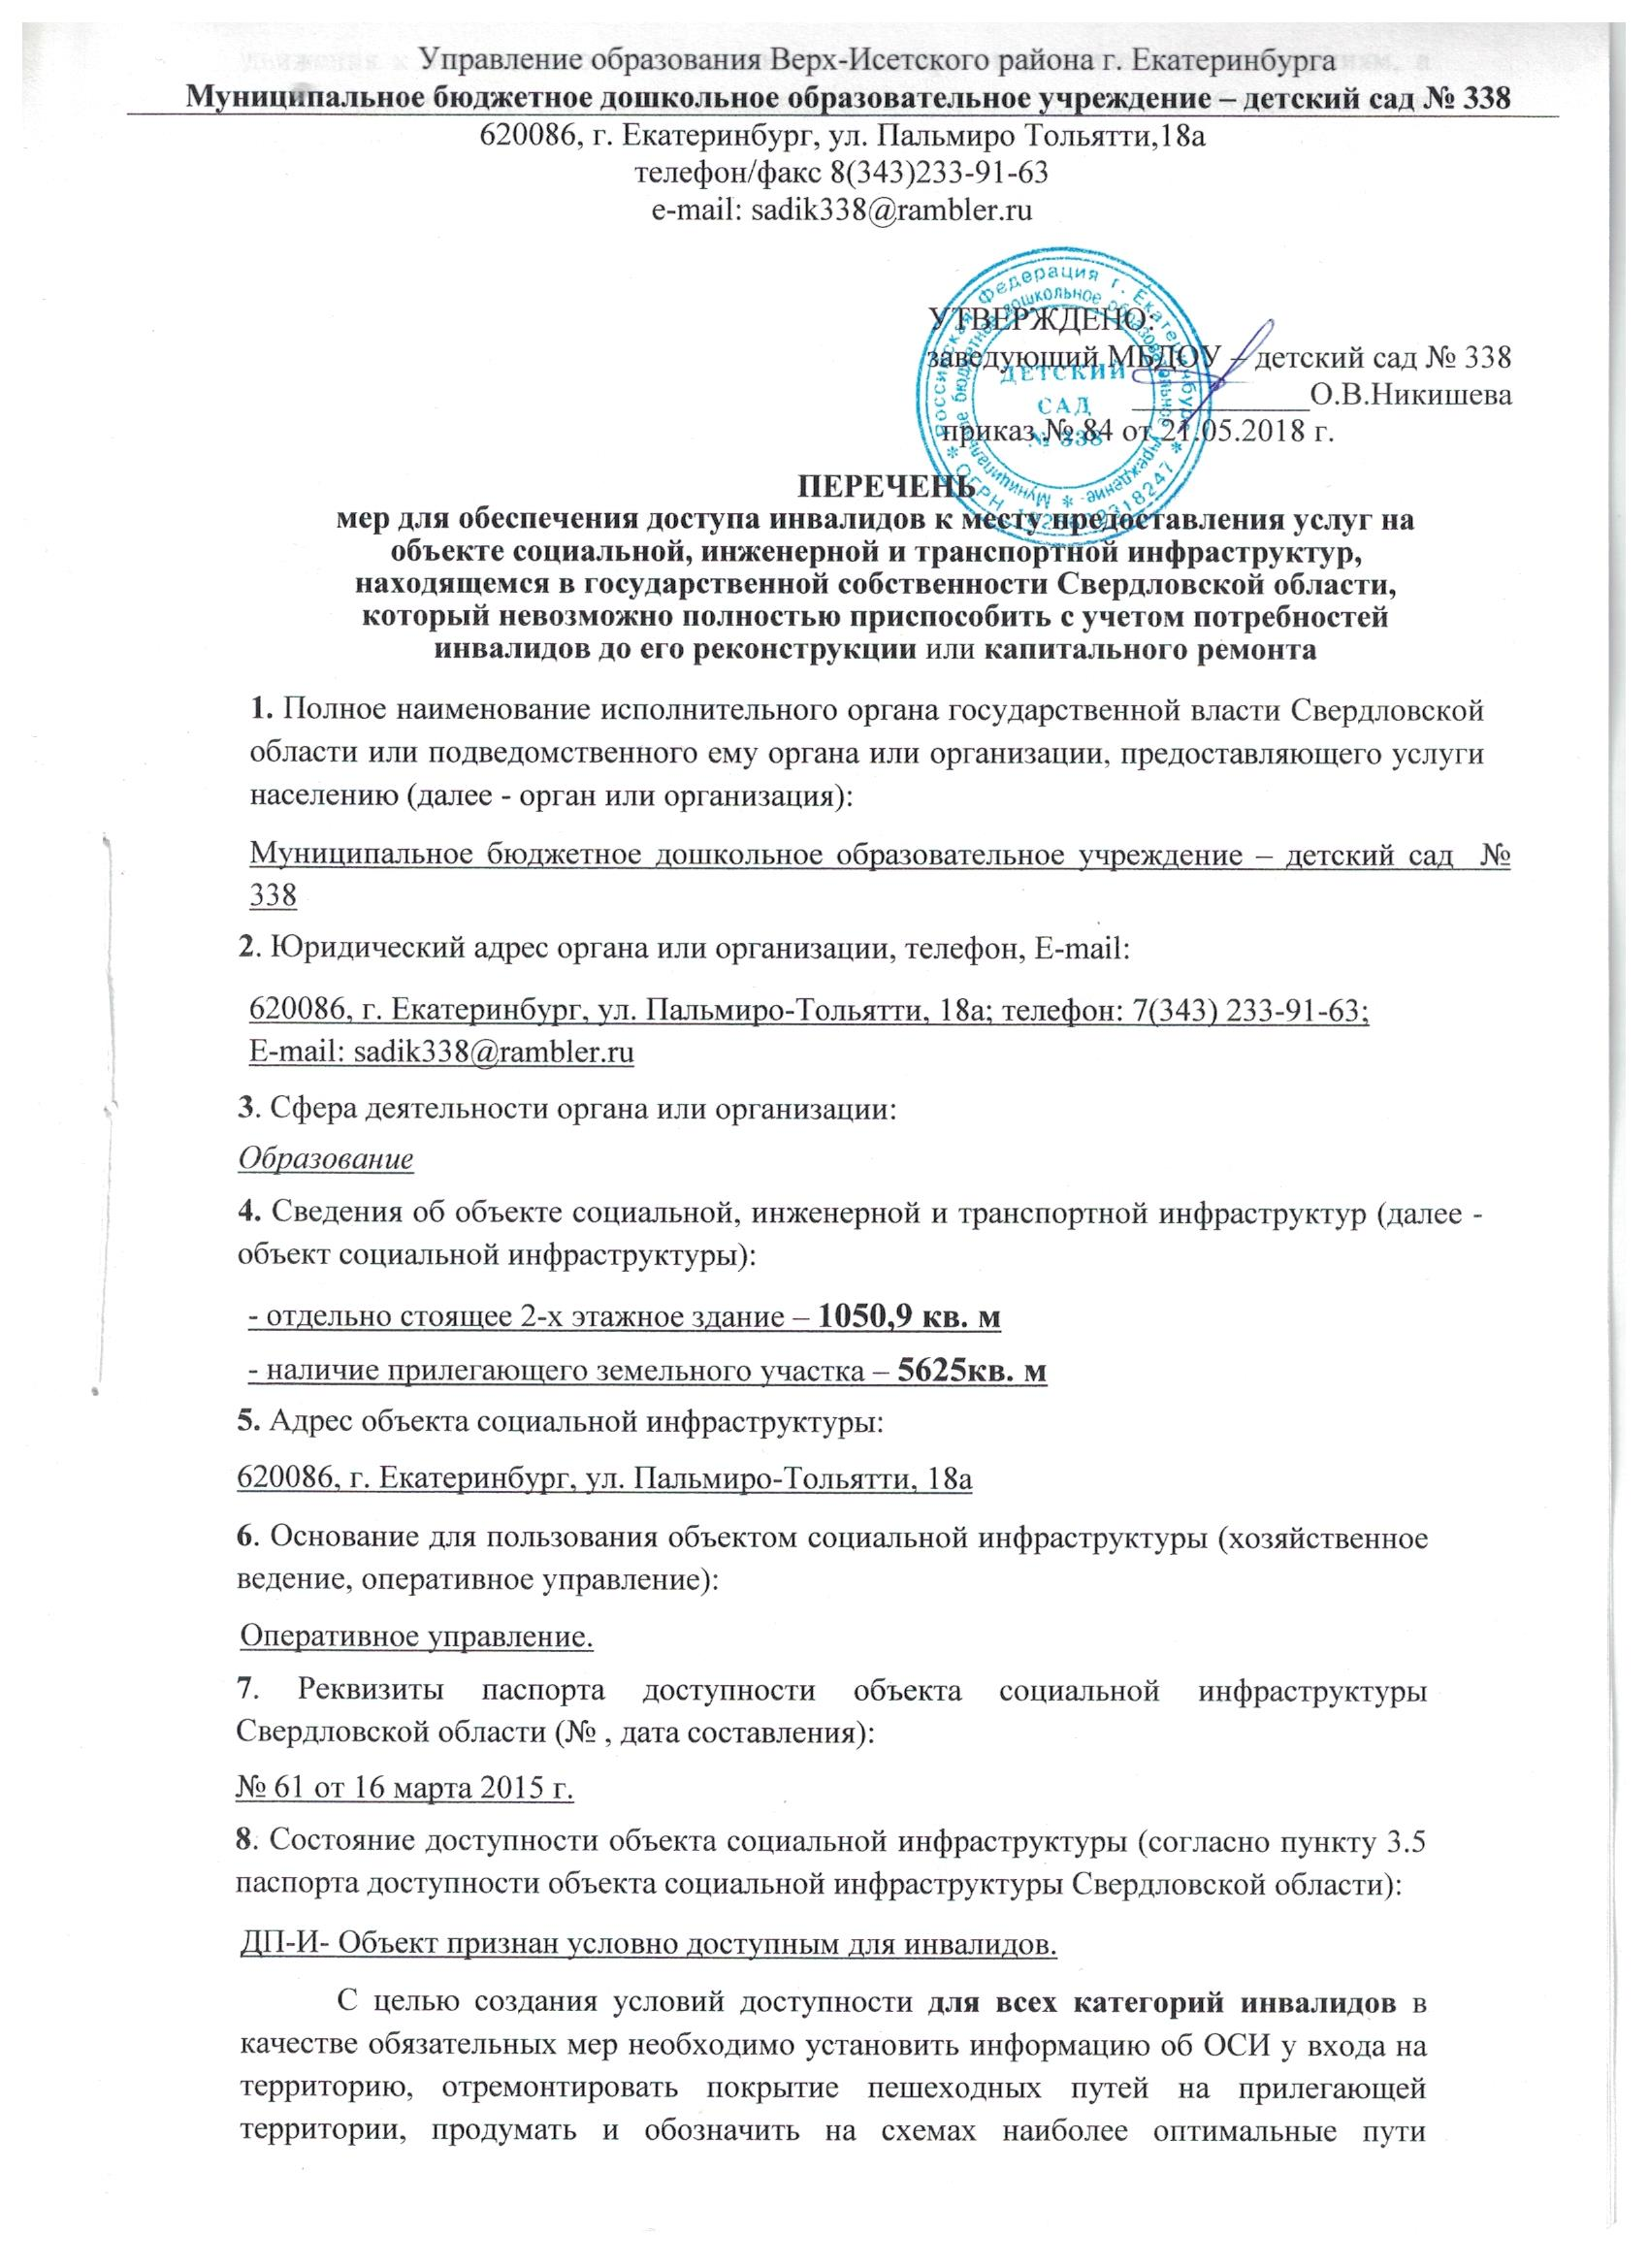 Управление образования Верх-Исетского района г. Екатеринбурга
Муниципальное бюджетное дошкольное образовательное учреждение – детский сад № 338
620086, г. Екатеринбург, ул. Пальмиро Тольятти,18а
телефон/факс 8(343)233-91-63
e-mail: sadik338@rambler.ru
УТВЕРЖДЕНО:
заведующий МБДОУ – детский сад № 338
____________О.В.Никишева
приказ № 84 от 21.05.2018 г.
Российская Федерация г. Екатеринбург
Муниципальное бюджетное дошкольное образовательное учреждение
ДЕТСКИЙ
САД
№ 338
ОГРН
ПЕРЕЧЕНЬ
мер для обеспечения доступа инвалидов к месту предоставления услуг на
объекте социальной, инженерной и транспортной инфраструктур,
находящемся в государственной собственности Свердловской области,
который невозможно полностью приспособить с учетом потребностей
инвалидов до его реконструкции или капитального ремонта
1. Полное наименование исполнительного органа государственной власти Свердловской
области или подведомственного ему органа или организации, предоставляющего услуги
населению (далее - орган или организация):
Муниципальное бюджетное дошкольное образовательное учреждение – детский сад №
338
2. Юридический адрес органа или организации, телефон, E-mail:
620086, г. Екатеринбург, ул. Пальмиро-Тольятти, 18а; телефон: 7(343) 233-91-63;
E-mail: sadik338@rambler.ru
3. Сфера деятельности органа или организации:
Образование
4. Сведения об объекте социальной, инженерной и транспортной инфраструктур (далее -
объект социальной инфраструктуры):
- отдельно стоящее 2-х этажное здание – 1050,9 кв. м
- наличие прилегающего земельного участка – 5625кв. м
5. Адрес объекта социальной инфраструктуры:
620086, г. Екатеринбург, ул. Пальмиро-Тольятти, 18а
6. Основание для пользования объектом социальной инфраструктуры (хозяйственное
ведение, оперативное управление):
Оперативное управление.
7. Реквизиты паспорта доступности объекта социальной инфраструктуры
Свердловской области (№ , дата составления):
№ 61 от 16 марта 2015 г.
8. Состояние доступности объекта социальной инфраструктуры (согласно пункту 3.5
паспорта доступности объекта социальной инфраструктуры Свердловской области):
ДП-И- Объект признан условно доступным для инвалидов.
С целью создания условий доступности для всех категорий инвалидов в
качестве обязательных мер необходимо установить информацию об ОСИ у входа на
территорию, отремонтировать покрытие пешеходных путей на прилегающей
территории, продумать и обозначить на схемах наиболее оптимальные пути